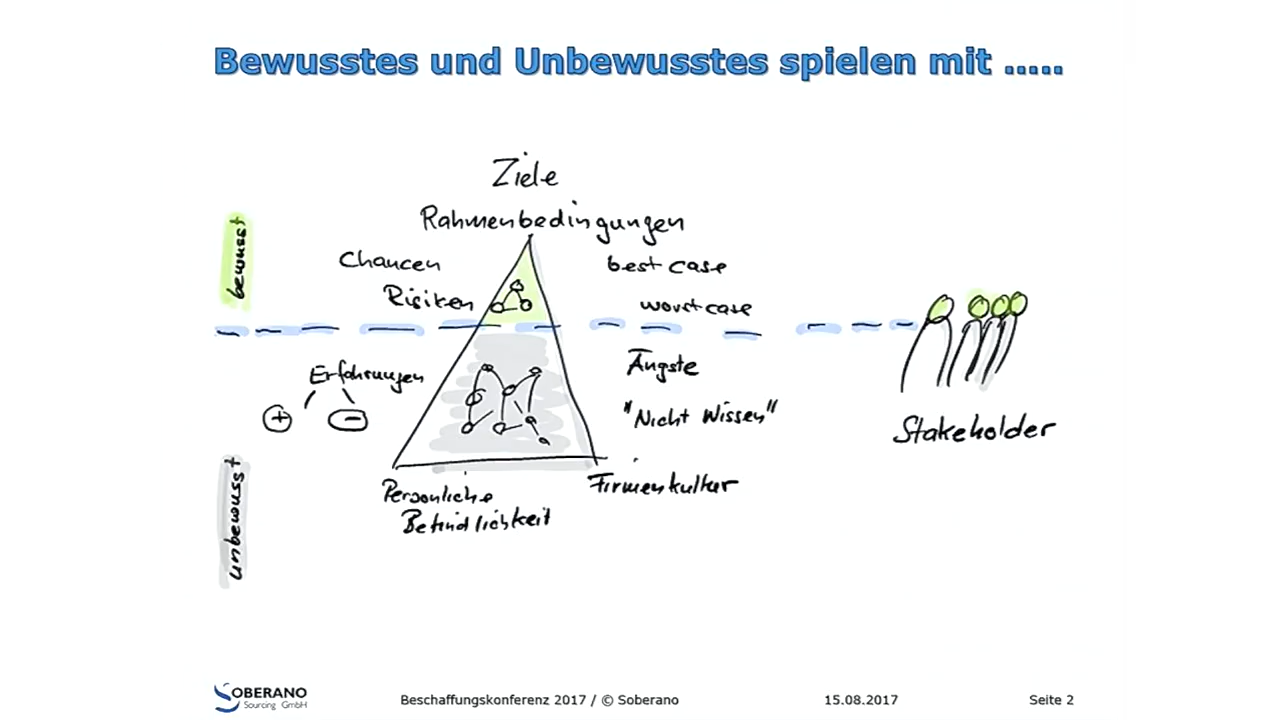 Bewusstes und Unbewusstes spielen mit .....
Ziele
Rahmenbedingungen
bewusst
Chancen
Risiken
best case
worst case
Erfahrungen
+ -
Ängste
"Nicht Wissen"
Stakeholder
unbewusst
Persönliche
Befindlichkeit
Firmenkultur
SOBERANO
Sourcing GmbH
Beschaffungskonferenz 2017 / © Soberano
15.08.2017
Seite 2